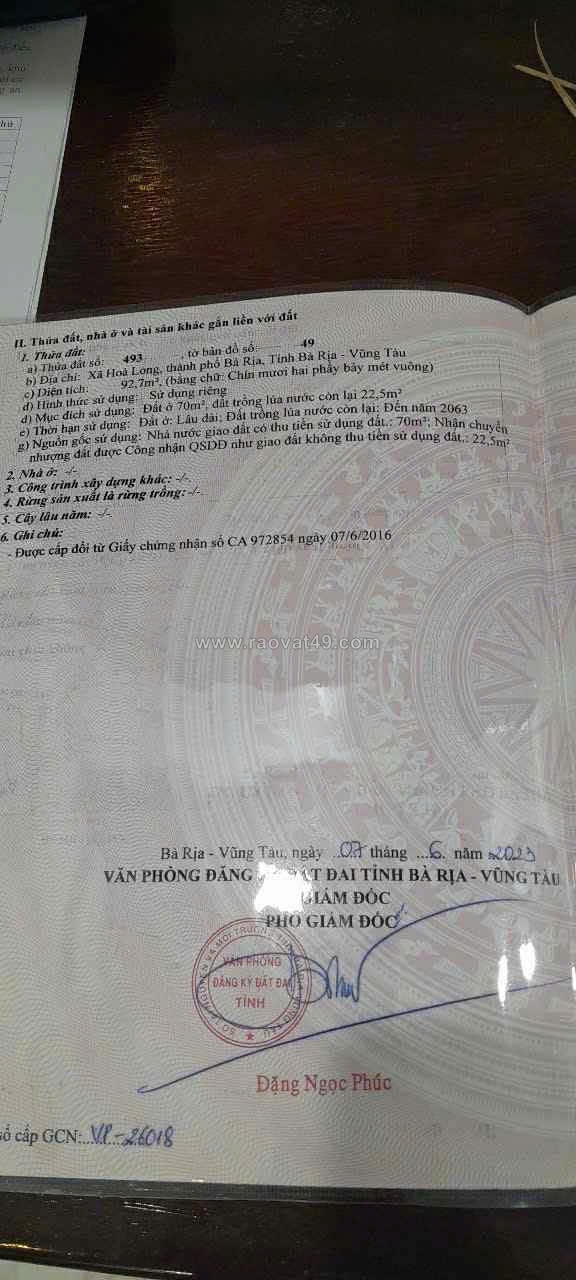 II. Thửa đất, nhà ở và tài sản khác gắn liền với đất
1. Thửa đất:
a) Thửa đất số: 493 , tờ bản đồ số: 49
b) Địa chỉ: Xã Hoà Long, thành phố Bà Rịa, Tỉnh Bà Rịa - Vũng Tàu
c) Diện tích: 92,7m², (bằng chữ: Chín mươi hai phẩy bảy mét vuông)
d) Hình thức sử dụng: Sử dụng riêng
đ) Mục đích sử dụng: Đất ở 70m²; đất trồng lúa nước còn lại 22,5m²
e) Thời hạn sử dụng: Đất ở: Lâu dài; Đất trồng lúa nước còn lại: Đến năm 2063
g) Nguồn gốc sử dụng: Nhà nước giao đất có thu tiền sử dụng đất.: 70m²; Nhận chuyển
nhượng đất được Công nhận QSDĐ như giao đất không thu tiền sử dụng đất.: 22,5m²
2. Nhà ở: -/-
3. Công trình xây dựng khác: -/-.
4. Rừng sản xuất là rừng trồng: -/-.
5. Cây lâu năm: -/-.
6. Ghi chú:
- Được cấp đổi từ Giấy chứng nhận số CA 972854 ngày 07/6/2016
www.raovat49.com
Bà Rịa - Vũng Tàu, ngày ...07 tháng ...6. năm 2023
VĂN PHÒNG ĐĂNG ĐẤT ĐAI TỈNH BÀ RỊA - VŨNG TÀU
GIÁM ĐỐC
PHÓ GIÁM ĐỐC
VĂN PHÒNG
ĐĂNG KÝ ĐẤT ĐAI
TỈNH
Đặng Ngọc Phúc
số cấp GCN:..VP-26018